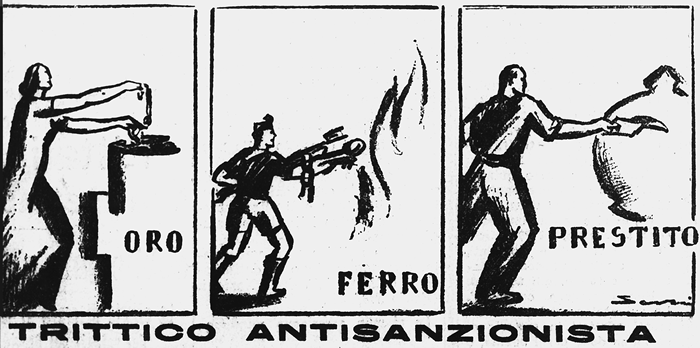 ORO
FERRO
PRESTITO
TRITTICO ANTISANZIONISTA